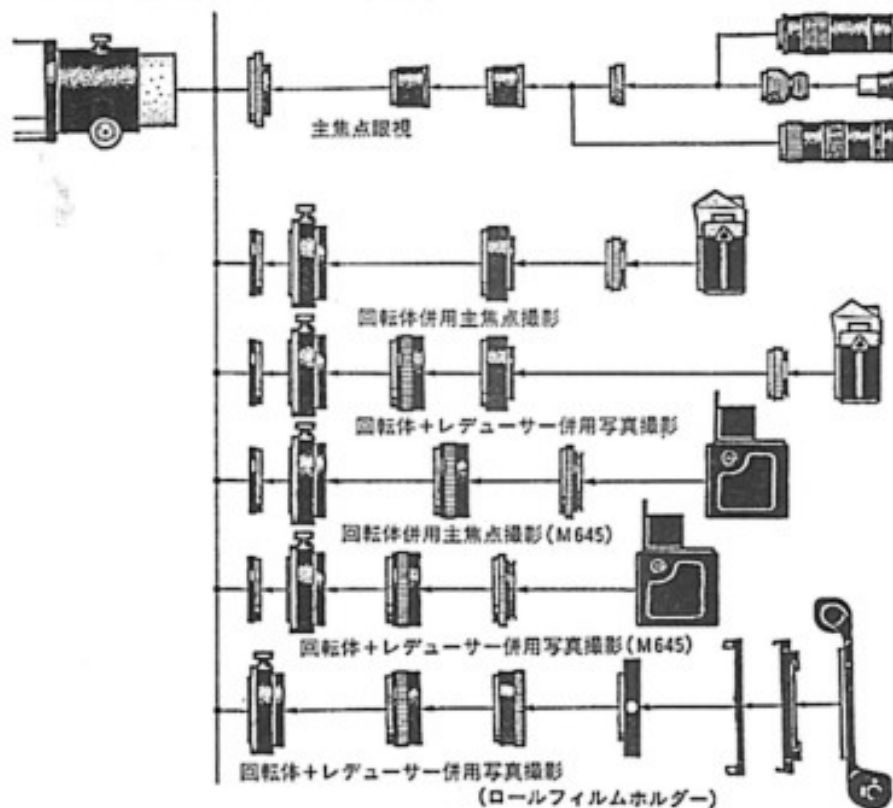 主焦点眼視
回転体併用主焦点撮影
回転体+レデューサー併用写真撮影
回転体併用主焦点撮影(M645)
回転体+レデューサー併用写真撮影(M645)
回転体+レデューサー併用写真撮影
(ロールフィルムホルダー)